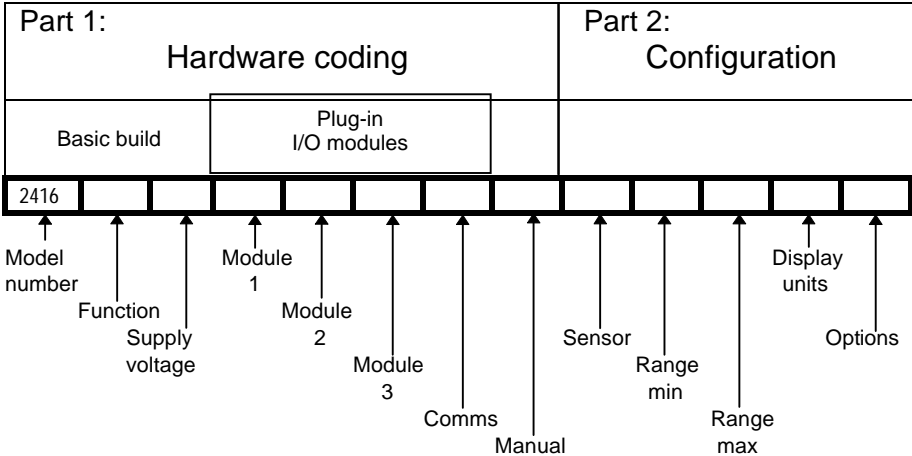 Part 1:
Hardware coding
Part 2:
Configuration
Basic build
Plug-in
I/O modules
2416
Model
number
Function
Supply
voltage
Module
1
Module
2
Module
3
Comms
Manual
Sensor
Range
min
Range
max
Display
units
Options